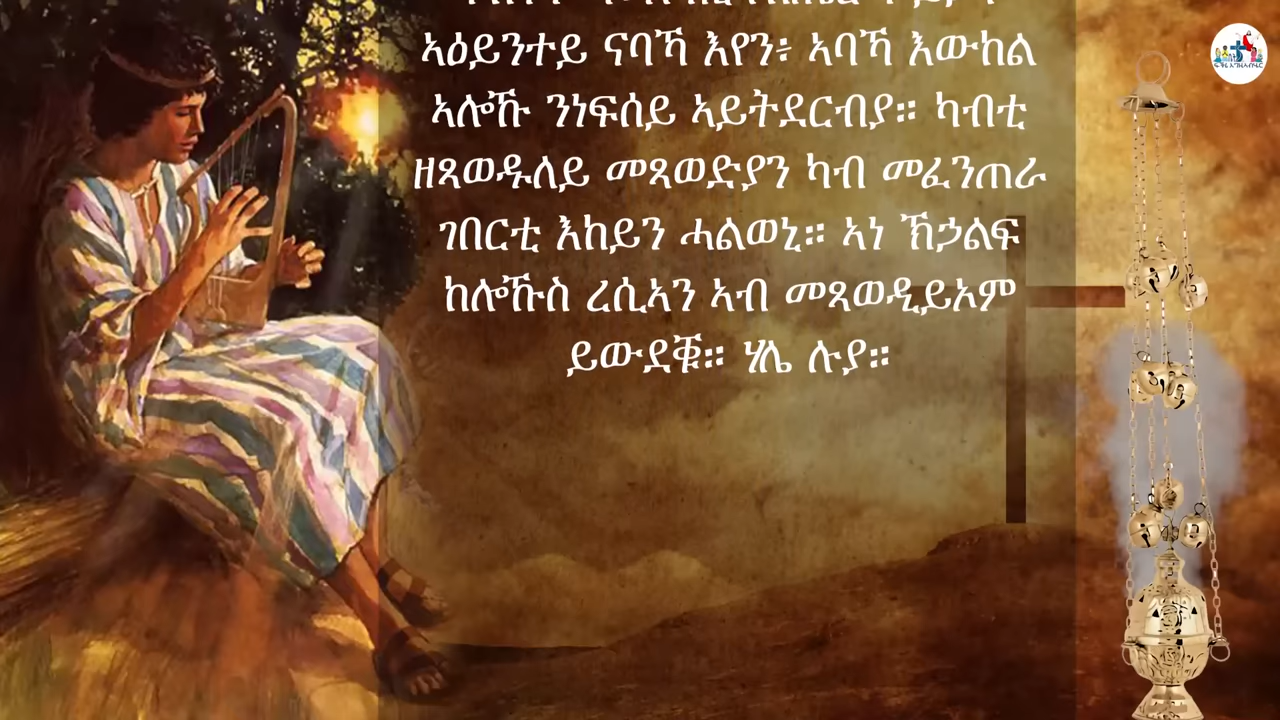 ኣዕይንተይ ናባኻ እየን፥ ኣባኻ እውከል
ኣሎኹ ንነፍሰይ ኣይትደርብያ። ካብቲ
ዘጻወዱለይ መጻወድያን ካብ መፈንጠራ
ገበርቲ እከይን ሓልወኒ። ኣነ ኽኃልፍ
ከሎኹስ ረሲኣን ኣብ መጻወዲይኦም
ይውደቑ። ሃሌ ሉያ።